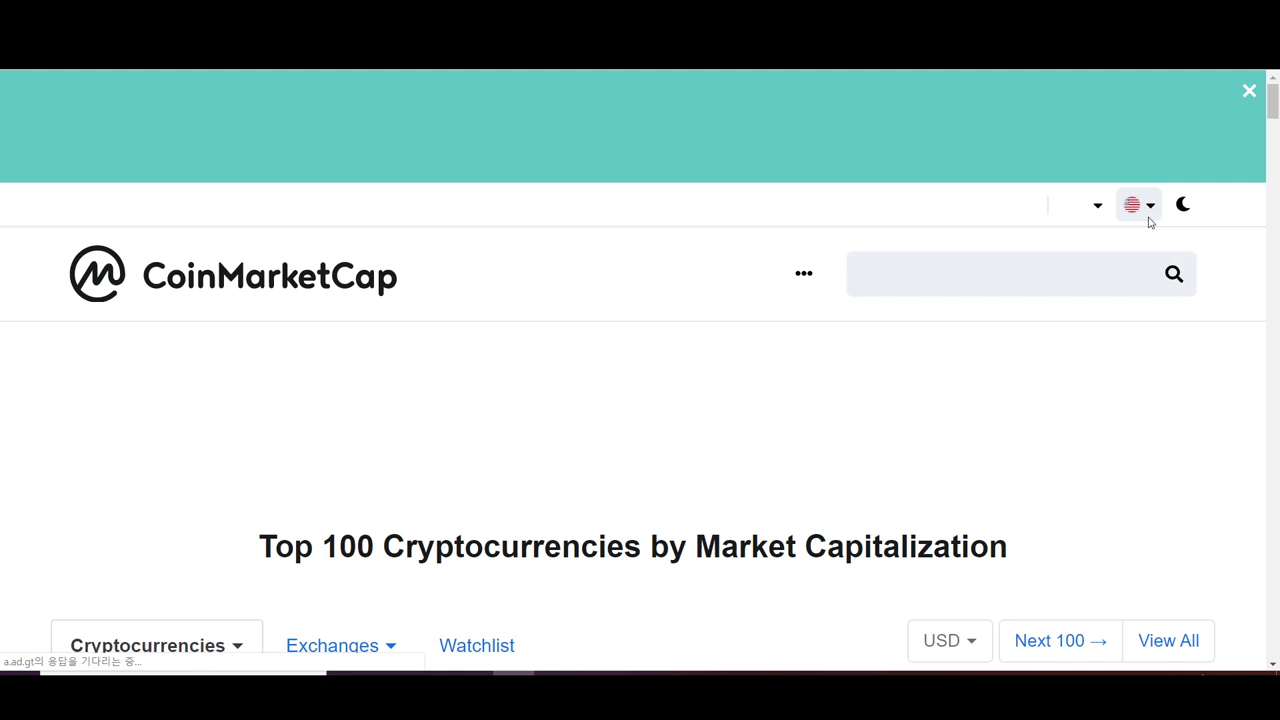 CoinMarketCap
Top 100 Cryptocurrencies by Market Capitalization
Cryptocurrencies Exchanges Watchlist USD Next 100 → View All
a.ad.gt의 응답을 기다리는 중...